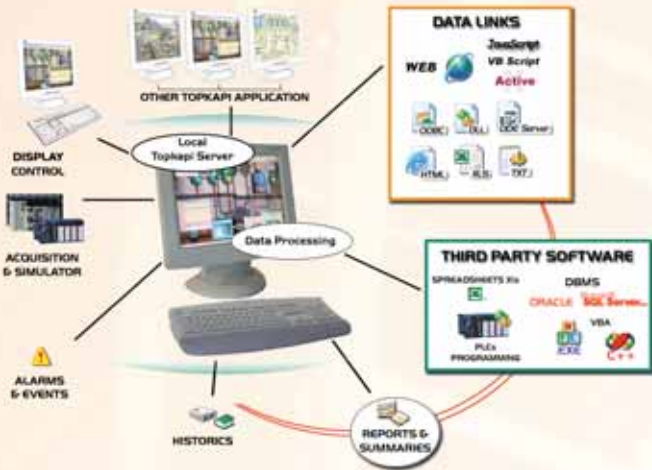 OTHER TOPKAPI APPLICATION
DISPLAY
CONTROL
Local
Topkapi Server
ACQUISITION
& SIMULATOR
Data Processing
ALARMS
& EVENTS
HISTORICS
REPORTS &
SUMMARIES
DATA LINKS
WEB
JavaScript
VB Script
Active
ODBC
DLL
DDE Server
HTML
XLS
TXT
THIRD PARTY SOFTWARE
SPREADSHEETS Xls
DBMS
ORACLE
SQL Server
PLCs
PROGRAMMING
VBA
EXE
C++